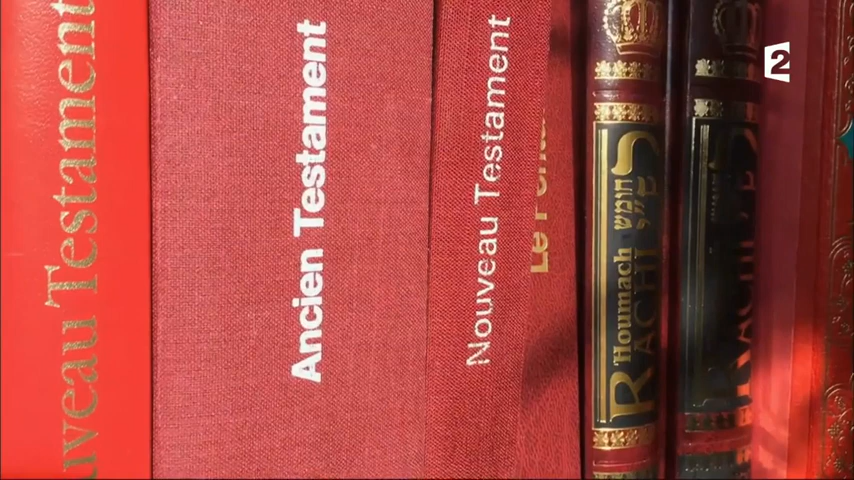 uveau Testament
Ancien Testament
Nouveau Testament
Le
Houmach
RACHI
חומש
רש״י
2